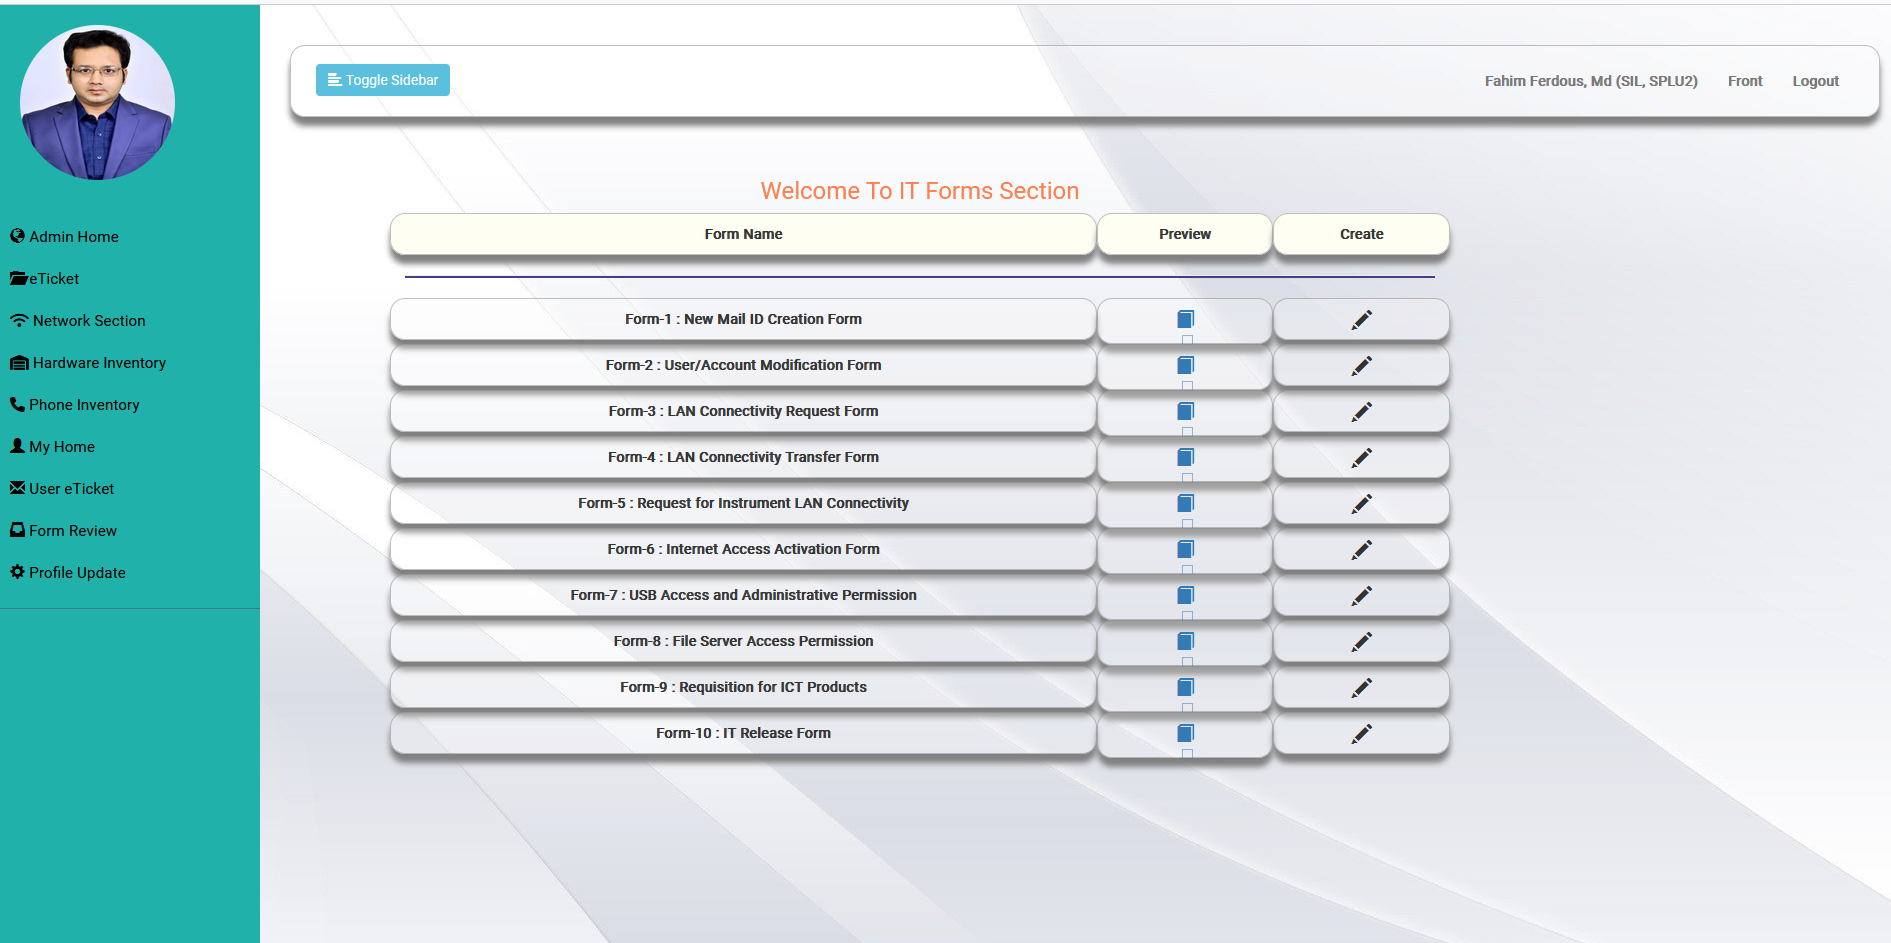 Toggle Sidebar
Fahim Ferdous, Md (SIL, SPLU2) Front Logout
Admin Home
eTicket
Network Section
Hardware Inventory
Phone Inventory
My Home
User eTicket
Form Review
Profile Update
Welcome To IT Forms Section
Form Name Preview Create
Form-1 : New Mail ID Creation Form
Form-2 : User/Account Modification Form
Form-3 : LAN Connectivity Request Form
Form-4 : LAN Connectivity Transfer Form
Form-5 : Request for Instrument LAN Connectivity
Form-6 : Internet Access Activation Form
Form-7 : USB Access and Administrative Permission
Form-8 : File Server Access Permission
Form-9 : Requisition for ICT Products
Form-10 : IT Release Form